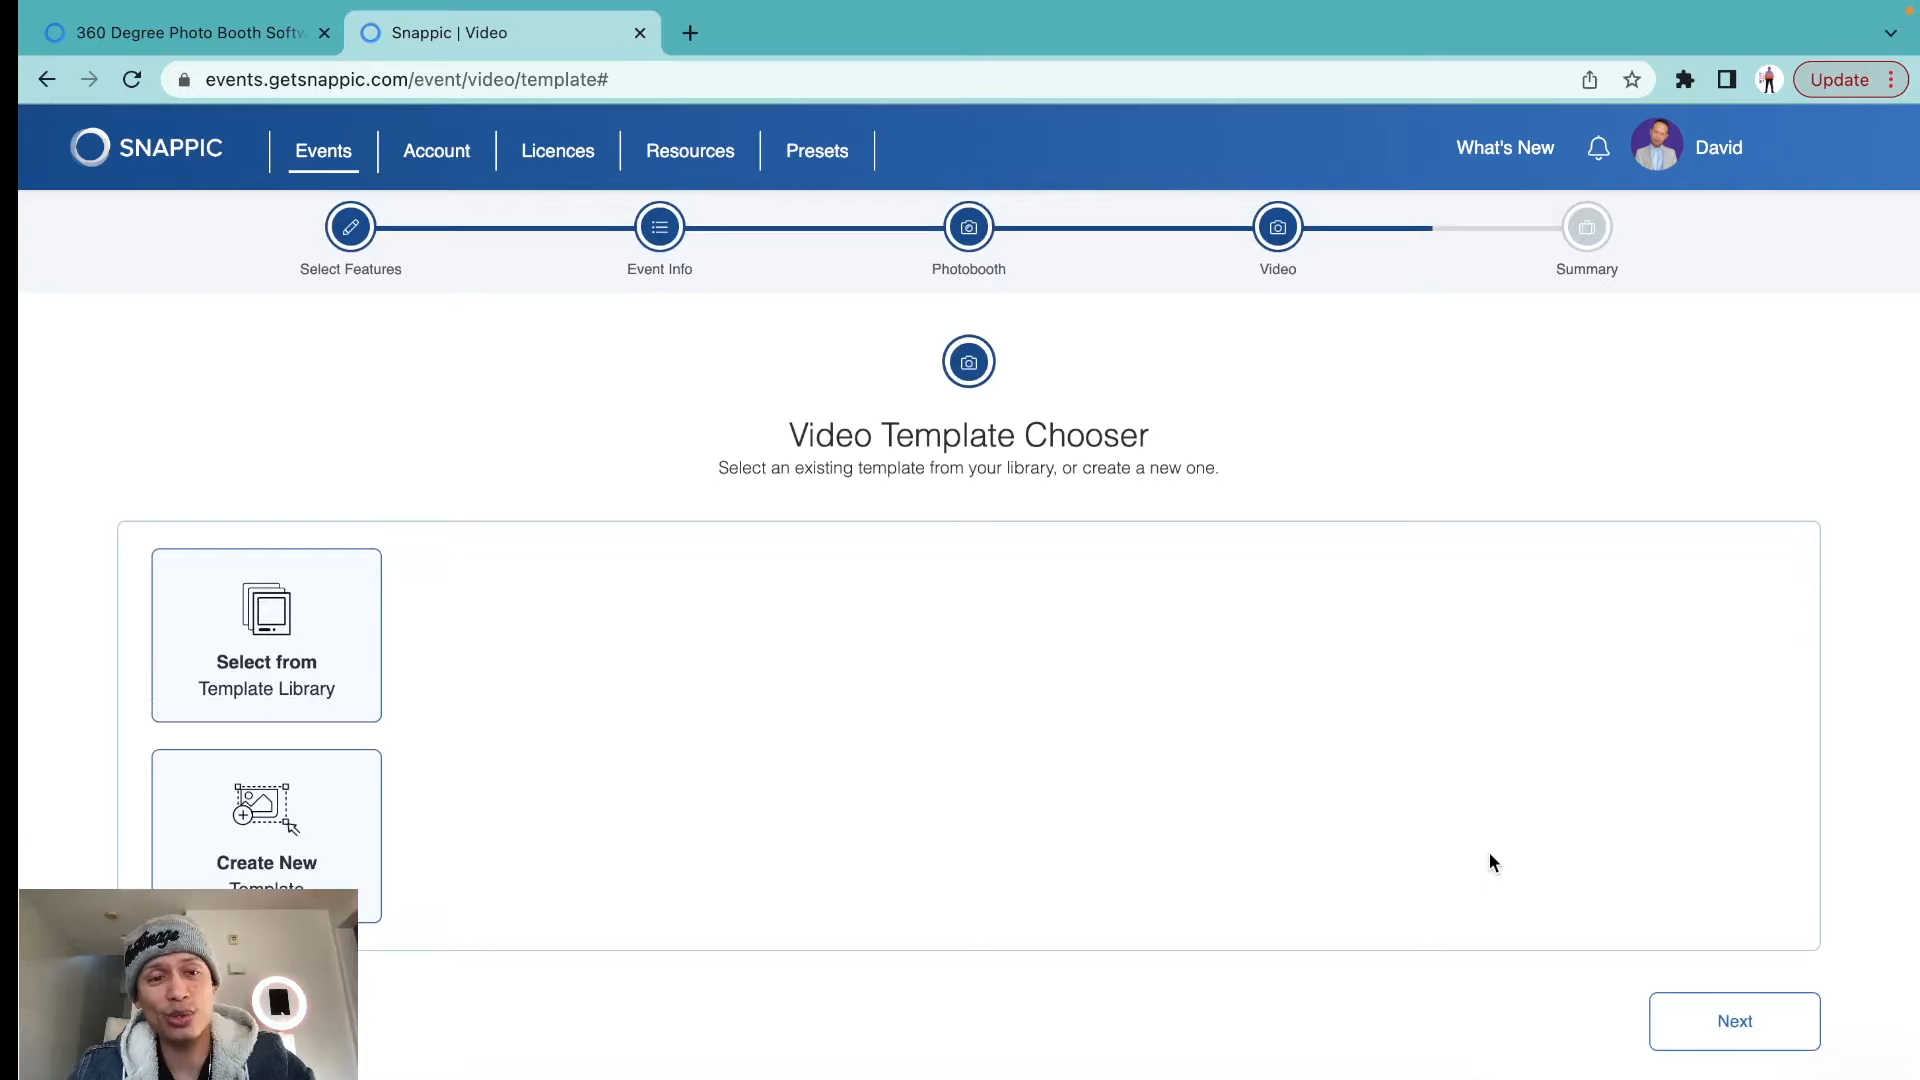 360 Degree Photo Booth Softw
Snappic | Video
events.getsnappic.com/event/video/template#
Update
SNAPPIC
Events
Account
Licences
Resources
Presets
What's New
David
Select Features
Event Info
Photobooth
Video
Summary
Video Template Chooser
Select an existing template from your library, or create a new one.
Select from
Template Library
Create New
Template
Next